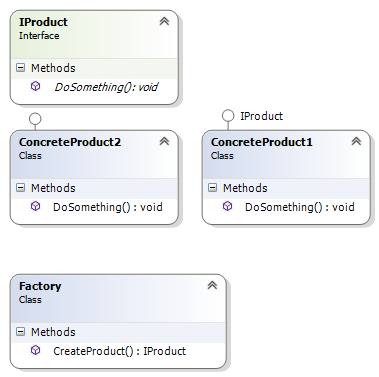 IProduct
Interface
Methods
DoSomething() : void
IProduct
ConcreteProduct2
Class
Methods
DoSomething() : void
ConcreteProduct1
Class
Methods
DoSomething() : void
Factory
Class
Methods
CreateProduct() : IProduct